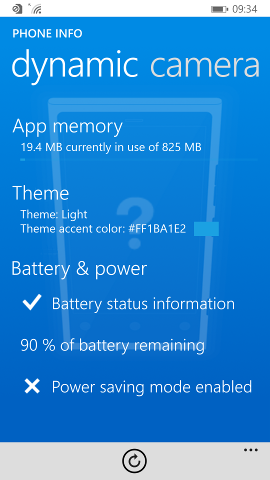 09:34
PHONE INFO
dynamic camera
App memory
19.4 MB currently in use of 825 MB
Theme
Theme: Light
Theme accent color: #FF1BA1E2
Battery & power
Battery status information
90 % of battery remaining
Power saving mode enabled